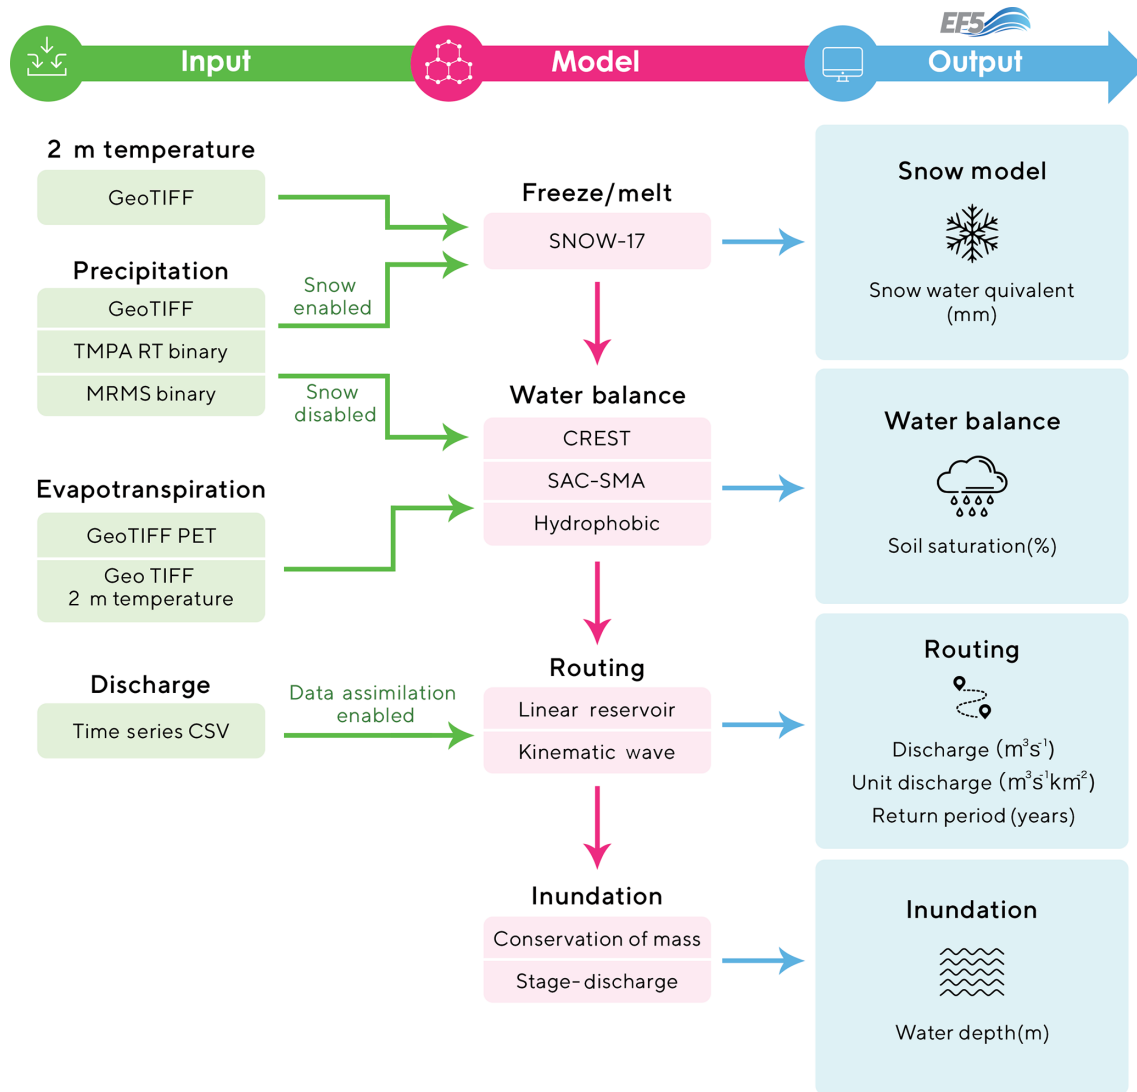 EF5
Input
Model
Output
2 m temperature
GeoTIFF
Precipitation
GeoTIFF
TMPA RT binary
MRMS binary
Snow
enabled
Snow
disabled
Evapotranspiration
GeoTIFF PET
Geo TIFF
2 m temperature
Discharge
Time series CSV
Data assimilation
enabled
Freeze/melt
SNOW-17
Water balance
CREST
SAC-SMA
Hydrophobic
Routing
Linear reservoir
Kinematic wave
Inundation
Conservation of mass
Stage-discharge
Snow model
Snow water quivalent
(mm)
Water balance
Soil saturation(%)
Routing
Discharge (m³s⁻¹)
Unit discharge (m³s⁻¹km⁻²)
Return period (years)
Inundation
Water depth(m)